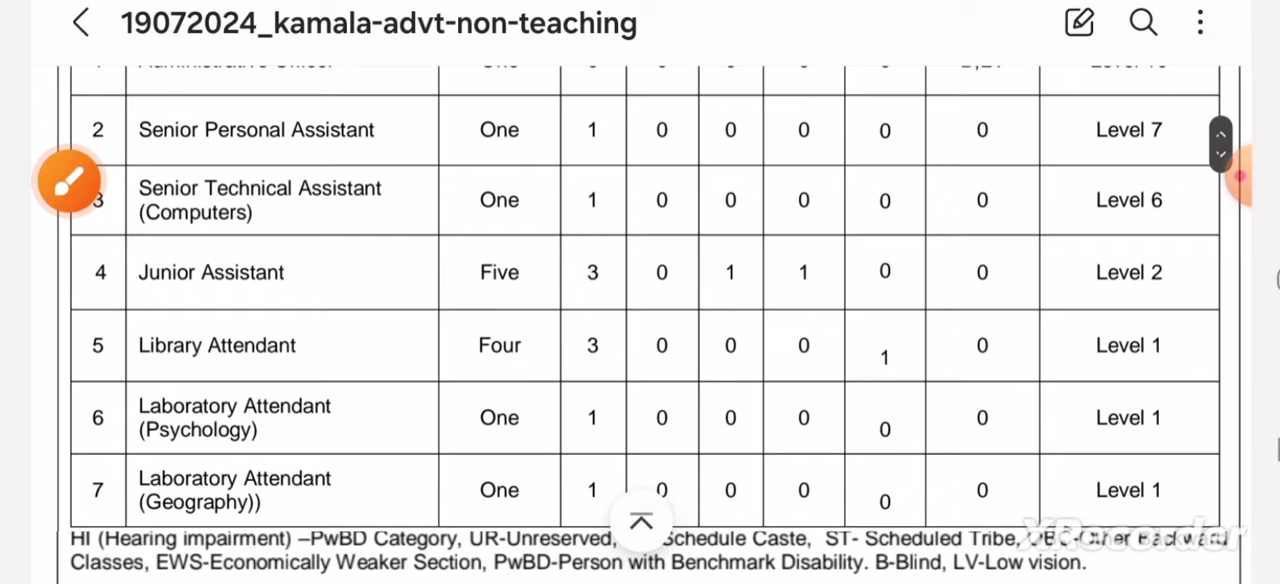 19072024_kamala-advt-non-teaching
2 Senior Personal Assistant One 1 0 0 0 0 0 Level 7
3 Senior Technical Assistant (Computers) One 1 0 0 0 0 0 Level 6
4 Junior Assistant Five 3 0 1 1 0 0 Level 2
5 Library Attendant Four 3 0 0 0 1 0 Level 1
6 Laboratory Attendant (Psychology) One 1 0 0 0 0 0 Level 1
7 Laboratory Attendant (Geography)) One 1 0 0 0 0 0 Level 1
HI (Hearing impairment) –PwBD Category, UR-Unreserved, Schedule Caste, ST- Scheduled Tribe, OBC-Other Backward
Classes, EWS-Economically Weaker Section, PwBD-Person with Benchmark Disability. B-Blind, LV-Low vision.
XRecorder